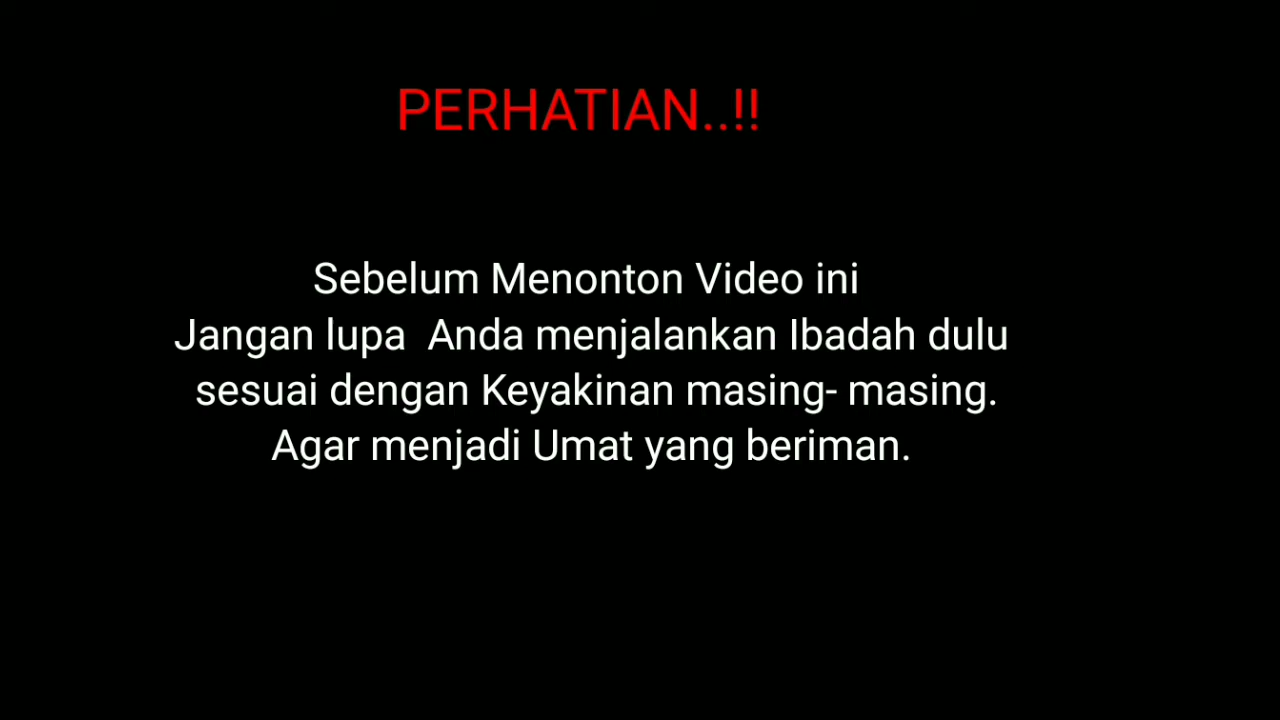 PERHATIAN..!!
Sebelum Menonton Video ini
Jangan lupa  Anda menjalankan Ibadah dulu
sesuai dengan Keyakinan masing- masing.
Agar menjadi Umat yang beriman.